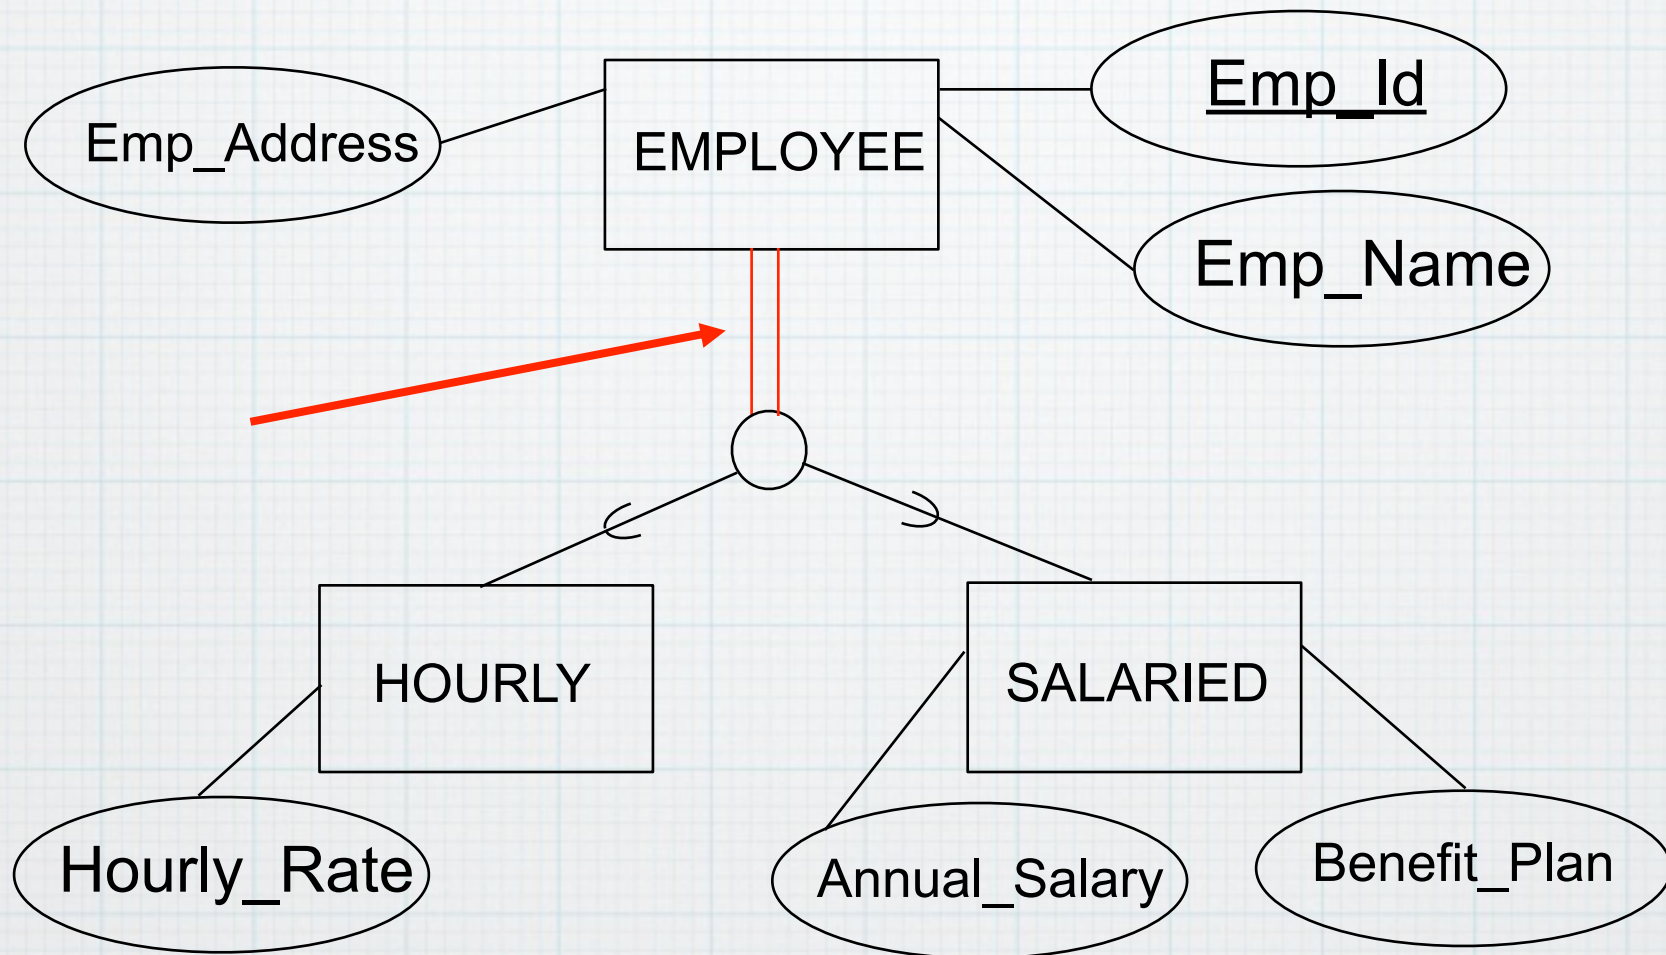 Emp_Id
Emp_Address
EMPLOYEE
Emp_Name
HOURLY
SALARIED
Hourly_Rate
Annual_Salary
Benefit_Plan